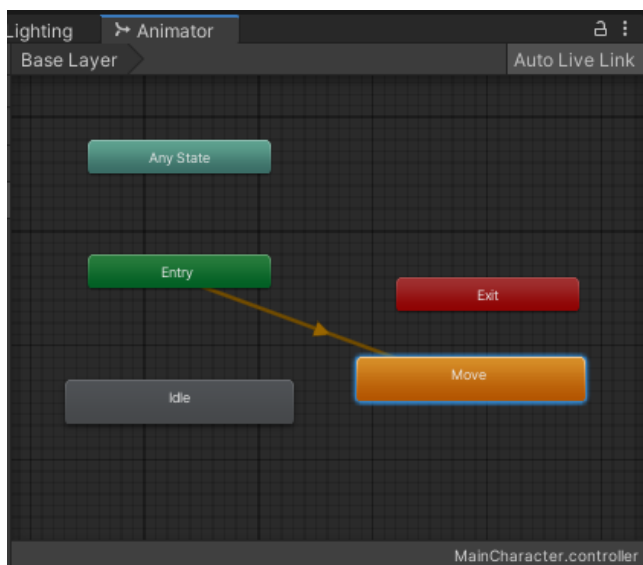 Lighting
Animator
Base Layer
Auto Live Link
Any State
Entry
Exit
Move
Idle
MainCharacter.controller